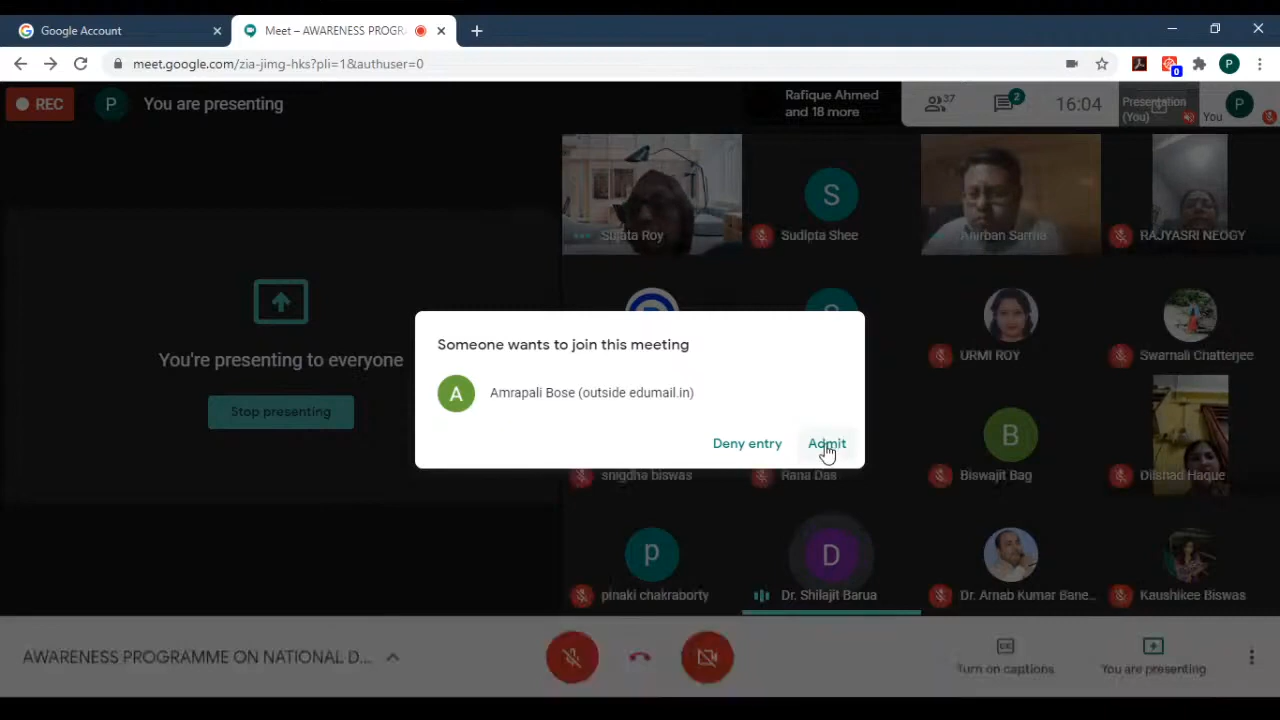 Google Account
Meet – AWARENESS PROGR
meet.google.com/zia-jimg-hks?pli=1&authuser=0
0
P
REC
P
You are presenting
Rafique Ahmed
and 18 more
37
2
16:04
Presentation
(You)
You
P
Sujata Roy
S
Sudipta Shee
Anirban Sarma
RAJYASRI NEOGY
You're presenting to everyone
Stop presenting
URMI ROY
Swarnali Chatterjee
Someone wants to join this meeting
A
Amrapali Bose (outside edumail.in)
Deny entry
Admit
snigdha biswas
Rana Das
B
Biswajit Bag
Dilshad Haque
p
pinaki chakraborty
D
Dr. Shilajit Barua
Dr. Arnab Kumar Bane...
Kaushikee Biswas
AWARENESS PROGRAMME ON NATIONAL D...
CC
Turn on captions
You are presenting